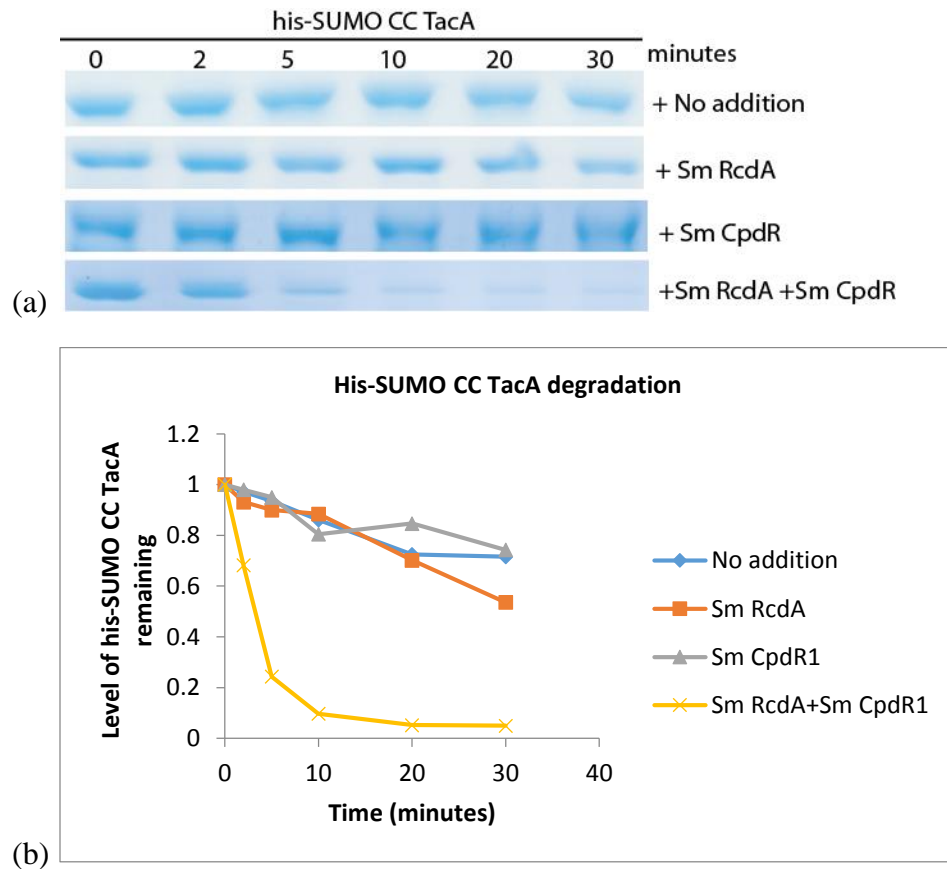 his-SUMO CC TacA
0 2 5 10 20 30 minutes
+ No addition
+ Sm RcdA
+ Sm CpdR
+Sm RcdA +Sm CpdR
(a)
His-SUMO CC TacA degradation
Level of his-SUMO CC TacA
remaining
1.2
1
0.8
0.6
0.4
0.2
0
0 10 20 30 40
Time (minutes)
No addition
Sm RcdA
Sm CpdR1
Sm RcdA+Sm CpdR1
(b)